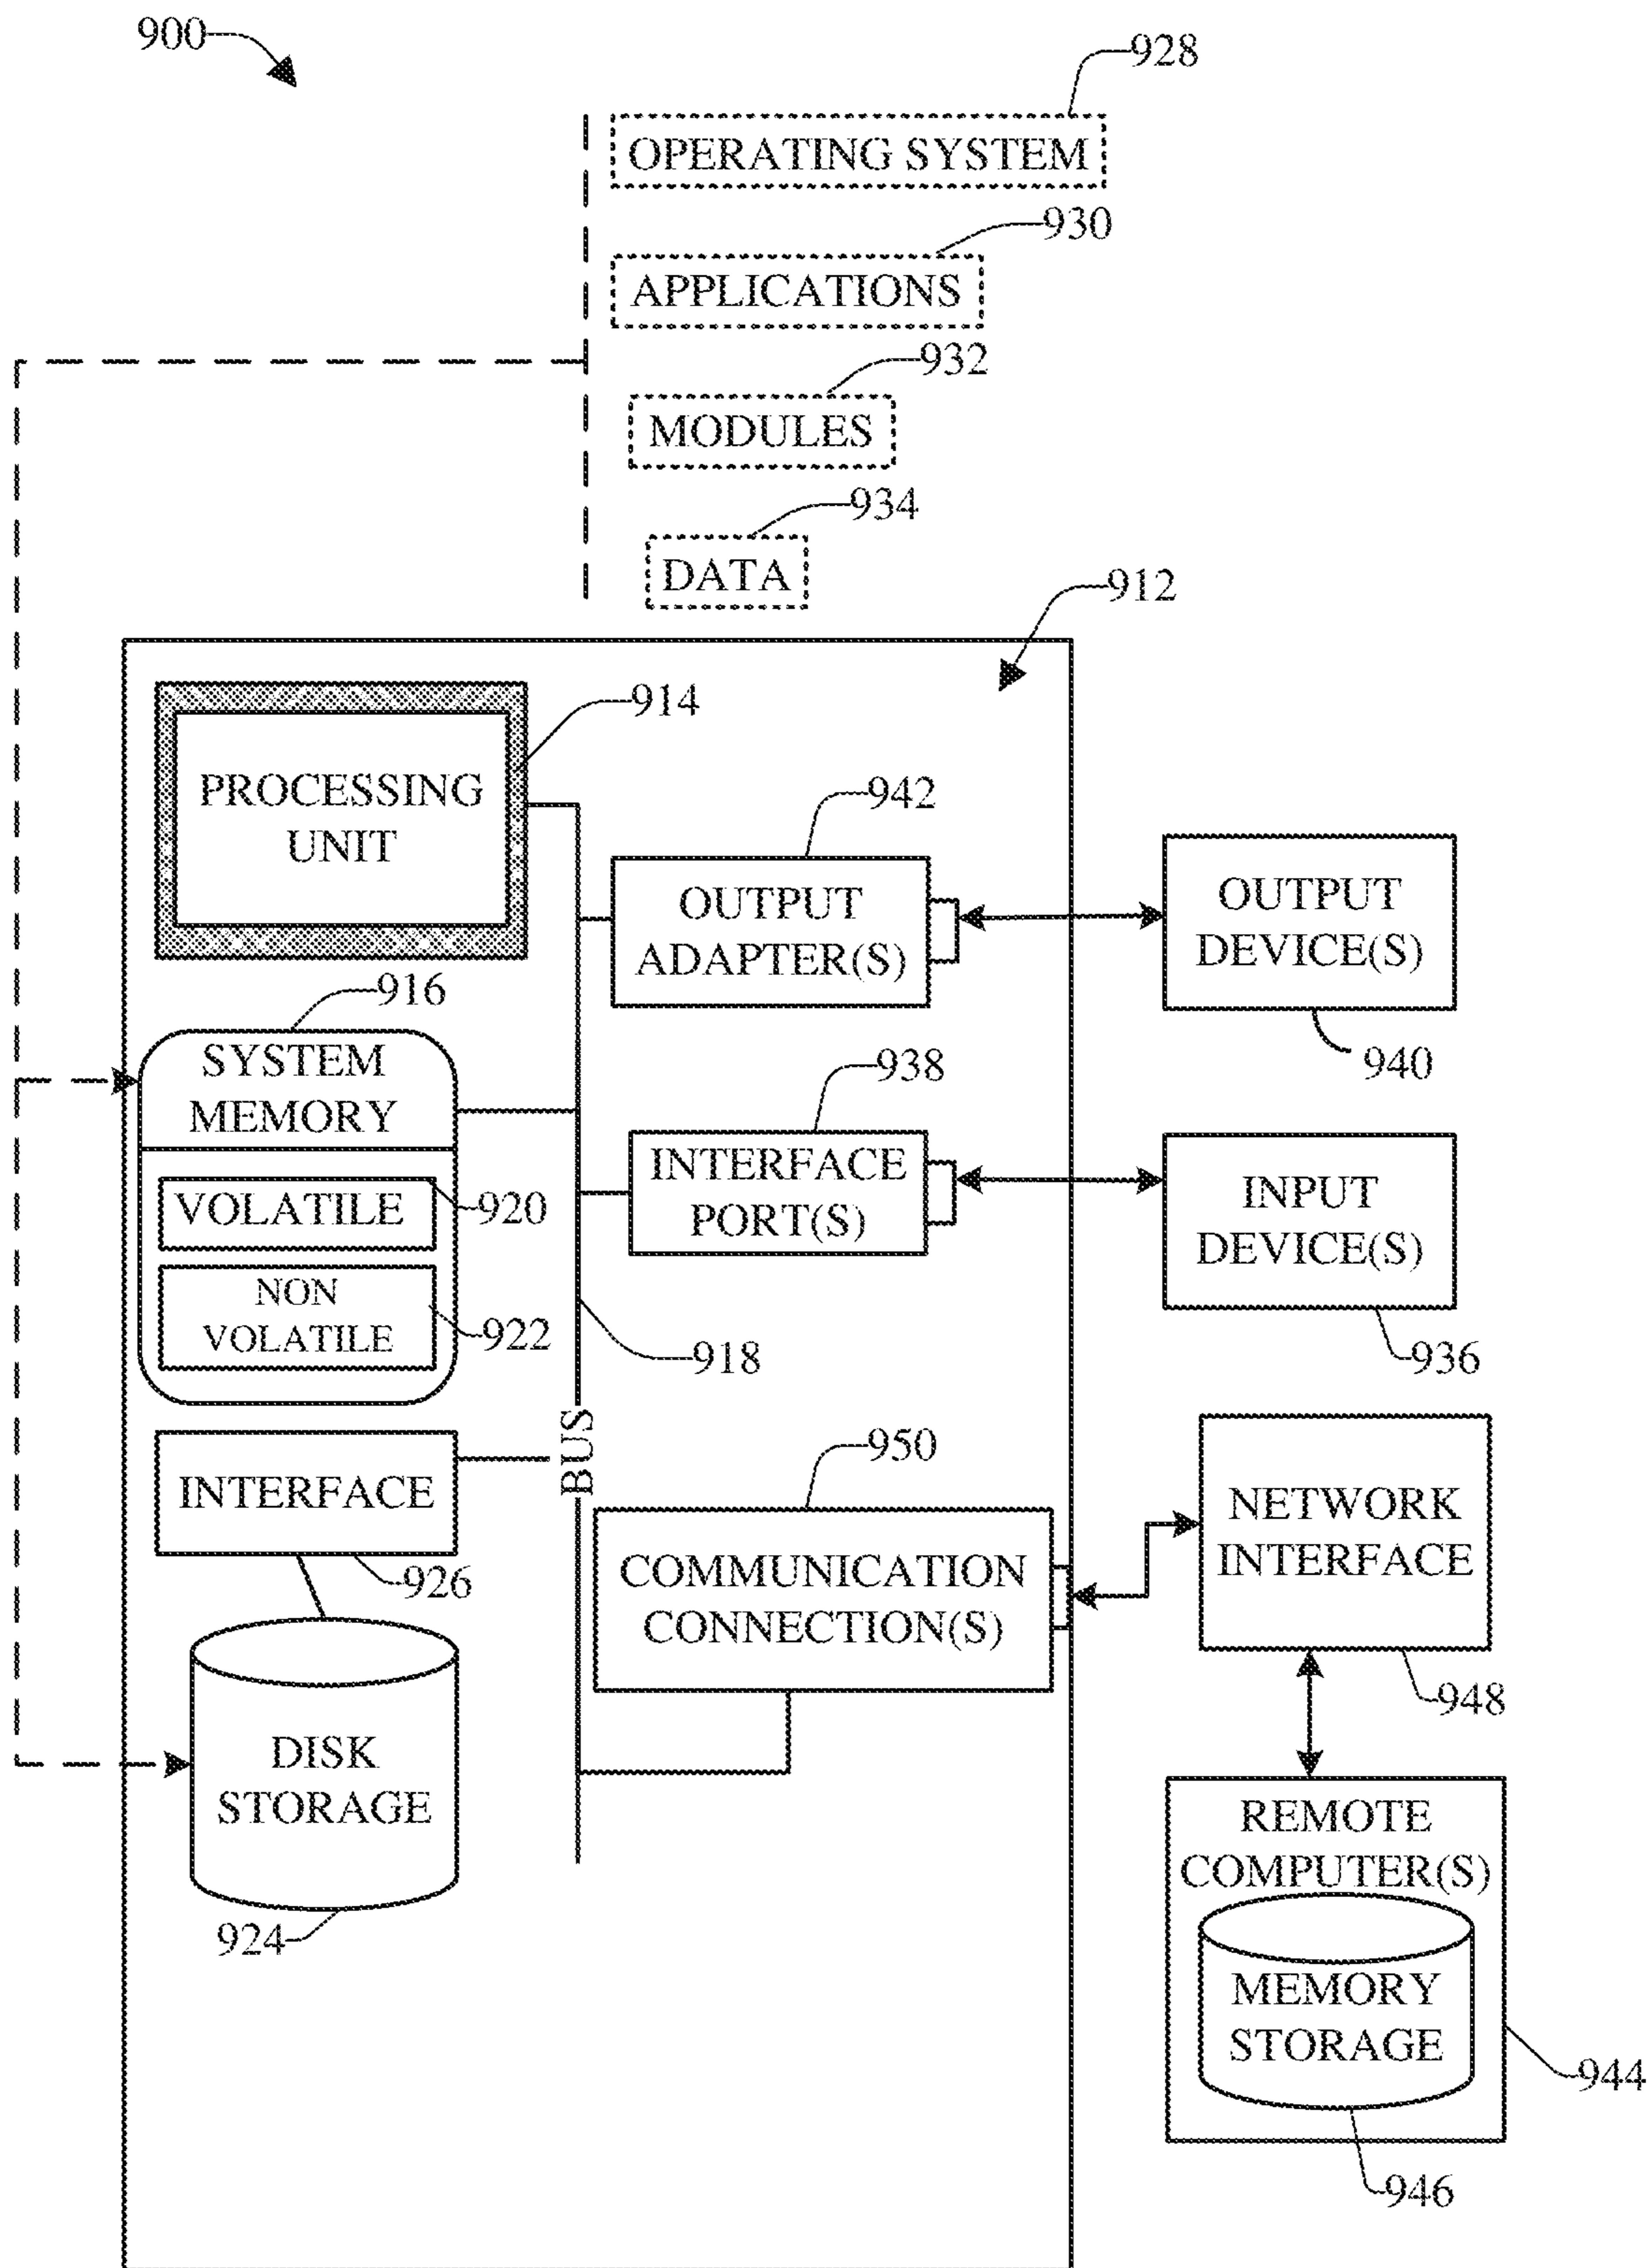 900
928
OPERATING SYSTEM
930
APPLICATIONS
932
MODULES
934
DATA
912
914
PROCESSING
UNIT
942
OUTPUT
ADAPTER(S)
OUTPUT
DEVICE(S)
940
916
SYSTEM
MEMORY
VOLATILE
920
NON
VOLATILE
922
938
INTERFACE
PORT(S)
INPUT
DEVICE(S)
936
918
BUS
INTERFACE
926
950
COMMUNICATION
CONNECTION(S)
NETWORK
INTERFACE
948
DISK
STORAGE
924
REMOTE
COMPUTER(S)
MEMORY
STORAGE
944
946